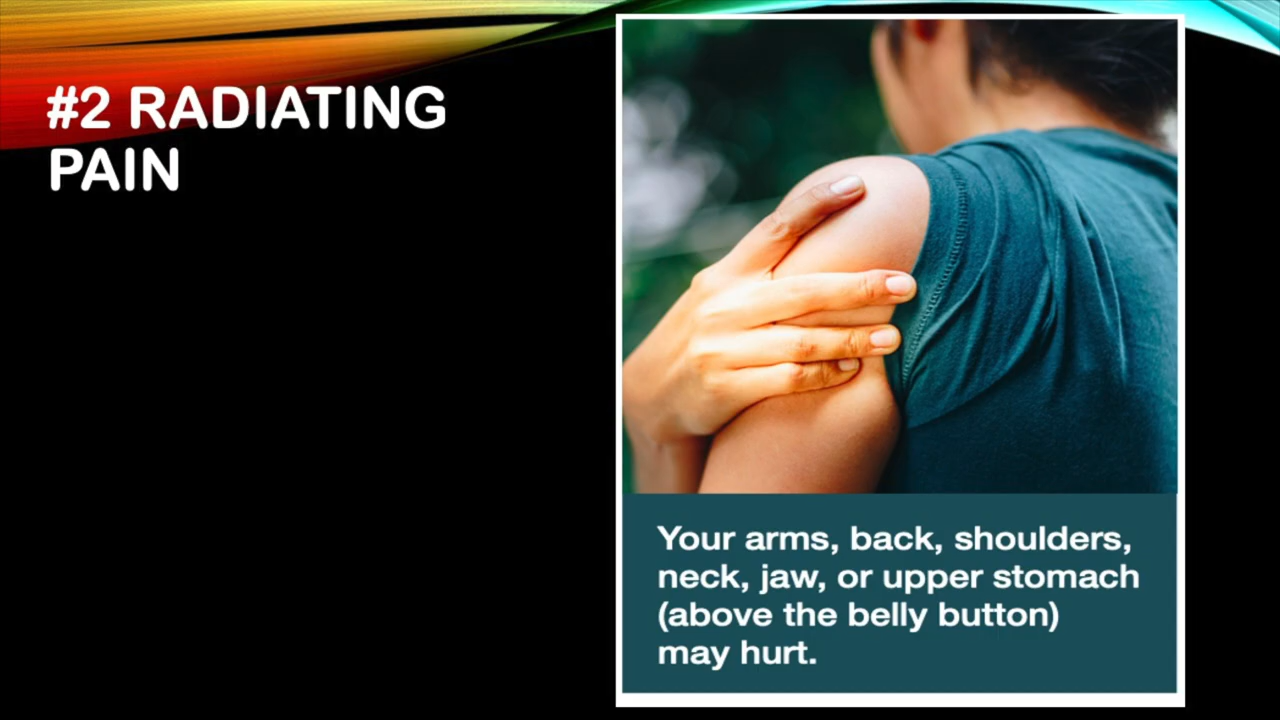 #2 RADIATING
PAIN
Your arms, back, shoulders,
neck, jaw, or upper stomach
(above the belly button)
may hurt.